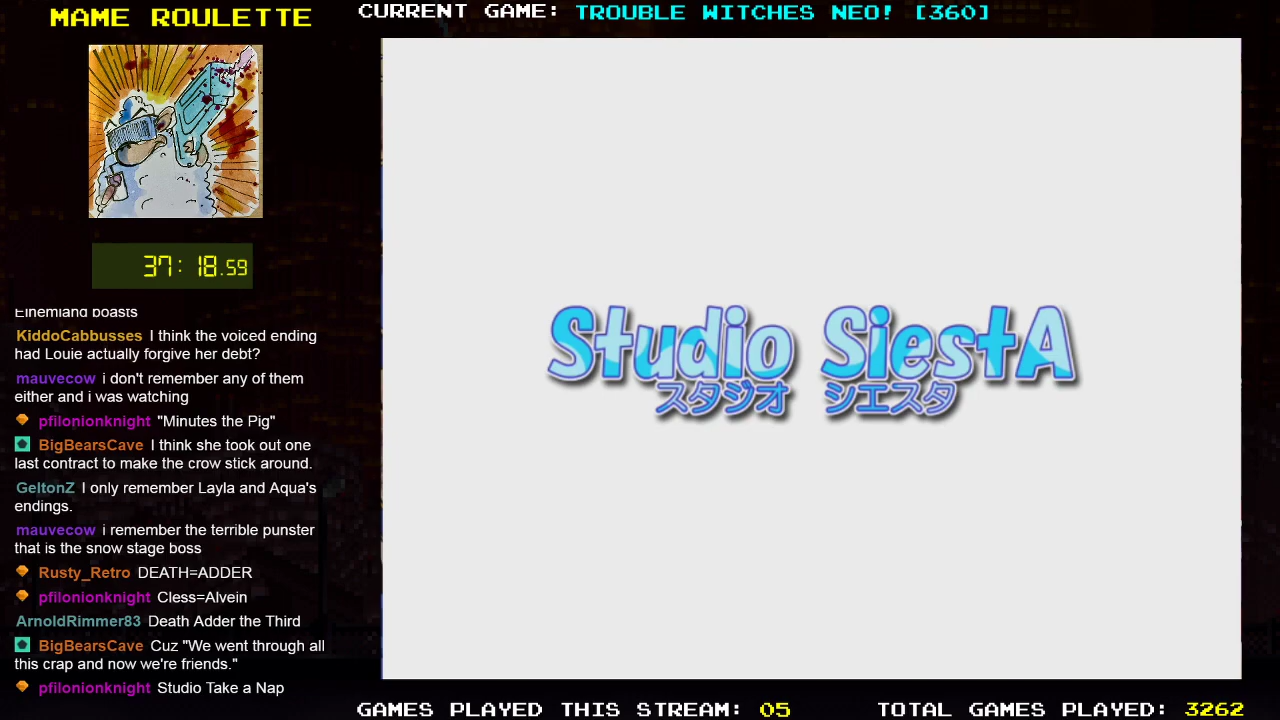 MAME ROULETTE
CURRENT GAME: TROUBLE WITCHES NEO! [360]
37:18.59
Einemland boasts
KiddoCabbusses I think the voiced ending
had Louie actually forgive her debt?
mauvecow i don't remember any of them
either and i was watching
pfilonionknight "Minutes the Pig"
BigBearsCave I think she took out one
last contract to make the crow stick around.
GeltonZ I only remember Layla and Aqua's
endings.
mauvecow i remember the terrible punster
that is the snow stage boss
Rusty_Retro DEATH=ADDER
pfilonionknight Cless=Alvein
ArnoldRimmer83 Death Adder the Third
BigBearsCave Cuz "We went through all
this crap and now we're friends."
pfilonionknight Studio Take a Nap
Studio SiestA
スタジオ シエスタ
GAMES PLAYED THIS STREAM: 05
TOTAL GAMES PLAYED: 3262